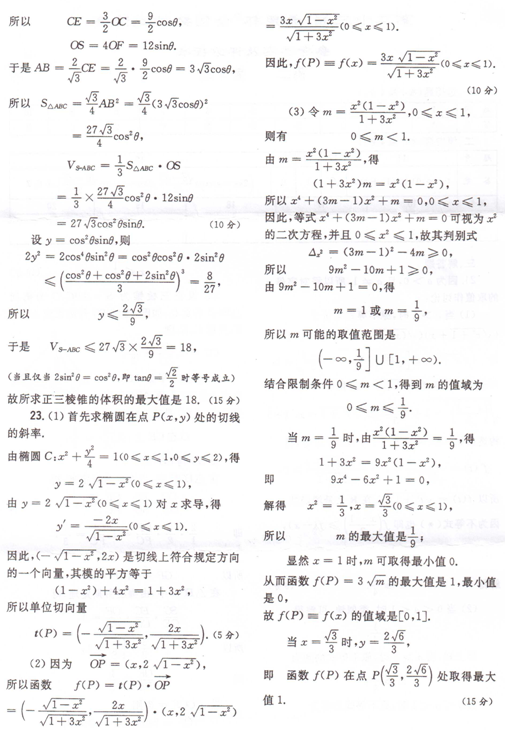 所以 CE = 3/2 OC = 9/2 cosθ,
OS = 4OF = 12sinθ.
于是 AB = 2/√3 CE = 2/√3 · 9/2 cosθ = 3√3cosθ,
所以 S△ABC = √3/4 AB² = √3/4 (3√3cosθ)²
= 27√3/4 cos²θ,
V_{S-ABC} = 1/3 S△ABC · OS
= 1/3 × 27√3/4 cos²θ · 12sinθ
= 27√3cos²θsinθ. (10分)
设 y = cos²θsinθ,则
2y² = 2cos⁴θsin²θ = cos²θcos²θ · 2sin²θ
≤ ((cos²θ + cos²θ + 2sin²θ)/3)³ = 8/27,
所以 y ≤ 2√3/9,
于是 V_{S-ABC} ≤ 27√3 × 2√3/9 = 18,
(当且仅当 2sin²θ = cos²θ,即 tanθ = √2/2 时等号成立)
故所求正三棱锥的体积的最大值是 18. (15分)
23. (1) 首先求椭圆在点 P(x,y) 处的切线
的斜率.
由椭圆 C:x² + y²/4 = 1(0≤x≤1,0≤y≤2),得
y = 2√(1-x²)(0≤x≤1),
由 y = 2√(1-x²)(0≤x≤1) 对 x 求导,得
y′ = -2x/√(1-x²)(0≤x≤1).
因此,(-√(1-x²),2x) 是切线上符合规定方向
的一个向量,其模的平方等于
(1-x²) + 4x² = 1 + 3x²,
所以单位切向量
t(P) = (-√(1-x²)/√(1+3x²), 2x/√(1+3x²)). (5分)
(2) 因为 OP→ = (x,2√(1-x²)),
所以函数 f(P) = t(P) · OP→
= (-√(1-x²)/√(1+3x²), 2x/√(1+3x²)) · (x,2√(1-x²))
= 3x√(1-x²)/√(1+3x²) (0≤x≤1).
因此,f(P) ≡ f(x) = 3x√(1-x²)/√(1+3x²) (0≤x≤1).
(10分)
(3) 令 m = x²(1-x²)/(1+3x²),0≤x≤1,
则有 0≤m<1.
由 m = x²(1-x²)/(1+3x²),得
(1+3x²)m = x²(1-x²),
所以 x⁴ + (3m-1)x² + m = 0,0≤x≤1,
因此,等式 x⁴ + (3m-1)x² + m = 0 可视为 x²
的二次方程,并且 0≤x²≤1,故其判别式
Δ_{x²} = (3m-1)² - 4m ≥ 0,
所以 9m² - 10m + 1 ≥ 0,
由 9m² - 10m + 1 = 0,得
m = 1 或 m = 1/9,
所以 m 可能的取值范围是
(-∞, 1/9] ∪ [1, +∞).
结合限制条件 0≤m<1,得到 m 的值域为
0≤m≤1/9.
当 m = 1/9 时,由 x²(1-x²)/(1+3x²) = 1/9,得
1+3x² = 9x²(1-x²),
即 9x⁴ - 6x² + 1 = 0,
解得 x² = 1/3, x = √3/3 (0≤x≤1),
所以 m 的最大值是 1/9;
显然 x = 1 时,m 可取得最小值 0.
从而函数 f(P) = 3√m 的最大值是 1,最小值
是 0,
故 f(P) ≡ f(x) 的值域是[0,1].
当 x = √3/3 时,y = 2√6/3,
即 函数 f(P) 在点 P(√3/3, 2√6/3) 处取得最大
值 1. (15分)